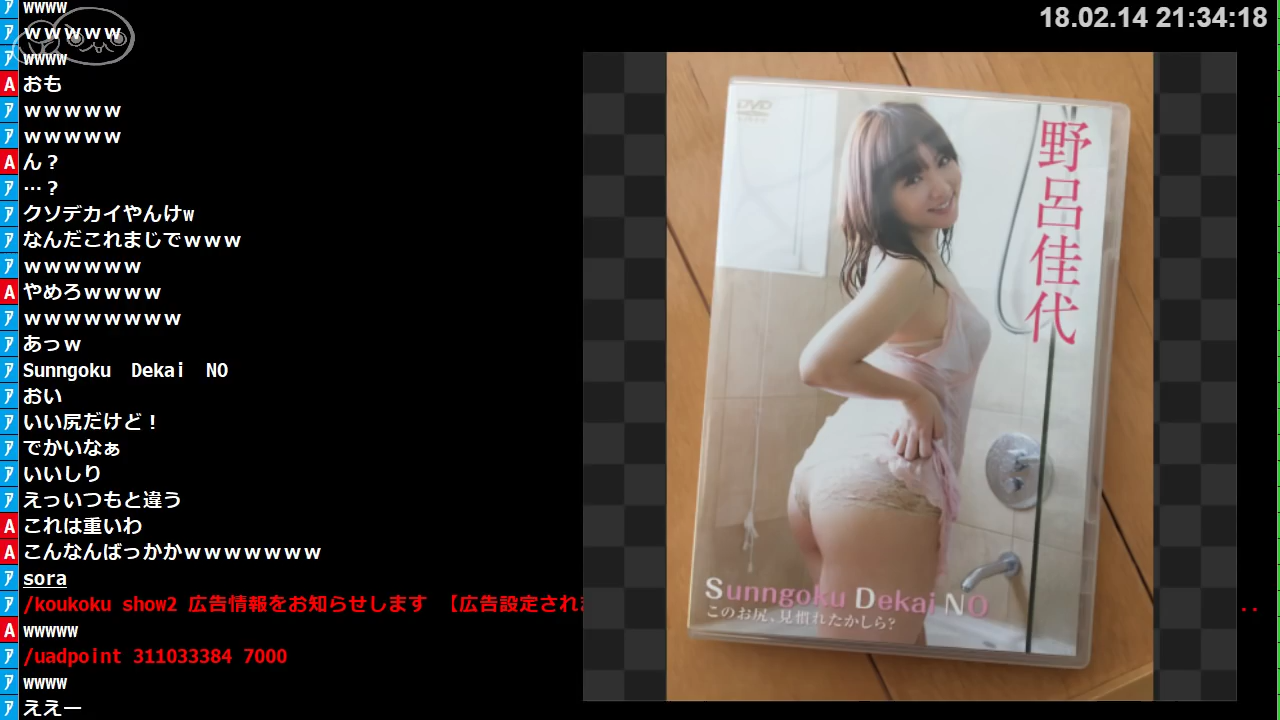 wwww
ｗｗｗｗｗ
wwww
おも
ｗｗｗｗｗ
ｗｗｗｗｗ
ん？
…？
クソデカイやんけw
なんだこれまじでｗｗｗ
ｗｗｗｗｗｗ
やめろｗｗｗｗ
ｗｗｗｗｗｗｗｗ
あっｗ
Sunngoku　Dekai　NO
おい
いい尻だけど！
でかいなぁ
いいしり
えっいつもと違う
これは重いわ
こんなんばっかかｗｗｗｗｗｗｗ
sora
/koukoku show2 広告情報をお知らせします 【広告設定され
wwwww
/uadpoint 311033384 7000
wwww
ええー
18.02.14 21:34:18
DVD
野呂佳代
Sunngoku Dekai NO
このお尻、見慣れたかしら?